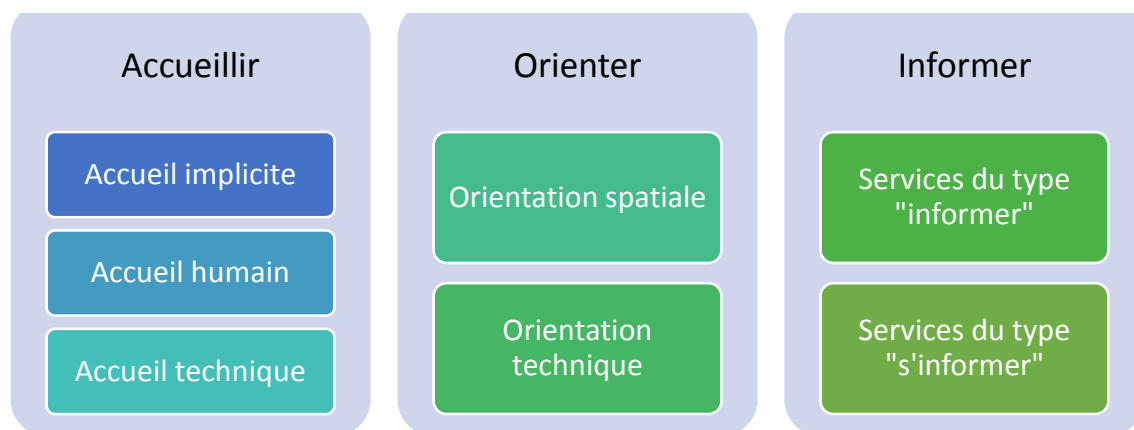 Accueillir
Accueil implicite
Accueil humain
Accueil technique
Orienter
Orientation spatiale
Orientation
technique
Informer
Services du type
"informer"
Services du type
"s'informer"